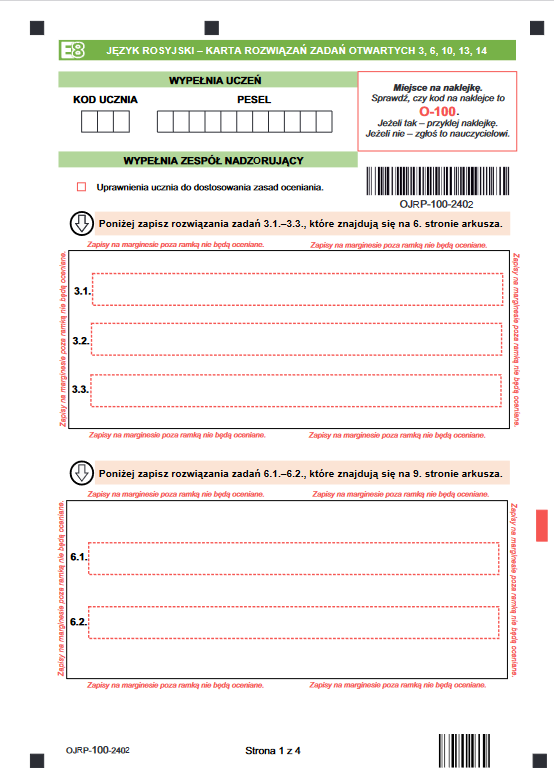 E8 JĘZYK ROSYJSKI – KARTA ROZWIĄZAŃ ZADAŃ OTWARTYCH 3, 6, 10, 13, 14
WYPEŁNIA UCZEŃ
KOD UCZNIA PESEL
Miejsce na naklejkę.
Sprawdź, czy kod na naklejce to
O-100.
Jeżeli tak – przyklej naklejkę.
Jeżeli nie – zgłoś to nauczycielowi.
WYPEŁNIA ZESPÓŁ NADZORUJĄCY
Uprawnienia ucznia do dostosowania zasad oceniania.
OJRP-100-2402
Poniżej zapisz rozwiązania zadań 3.1.–3.3., które znajdują się na 6. stronie arkusza.
Zapisy na marginesie poza ramką nie będą oceniane. Zapisy na marginesie poza ramką nie będą oceniane.
Zapisy na marginesie poza ramką nie będą oceniane.
3.1.
3.2.
3.3.
Zapisy na marginesie poza ramką nie będą oceniane.
Zapisy na marginesie poza ramką nie będą oceniane. Zapisy na marginesie poza ramką nie będą oceniane.
Poniżej zapisz rozwiązania zadań 6.1.–6.2., które znajdują się na 9. stronie arkusza.
Zapisy na marginesie poza ramką nie będą oceniane. Zapisy na marginesie poza ramką nie będą oceniane.
Zapisy na marginesie poza ramką nie będą oceniane.
6.1.
6.2.
Zapisy na marginesie poza ramką nie będą oceniane.
Zapisy na marginesie poza ramką nie będą oceniane. Zapisy na marginesie poza ramką nie będą oceniane.
OJRP-100-2402 Strona 1 z 4